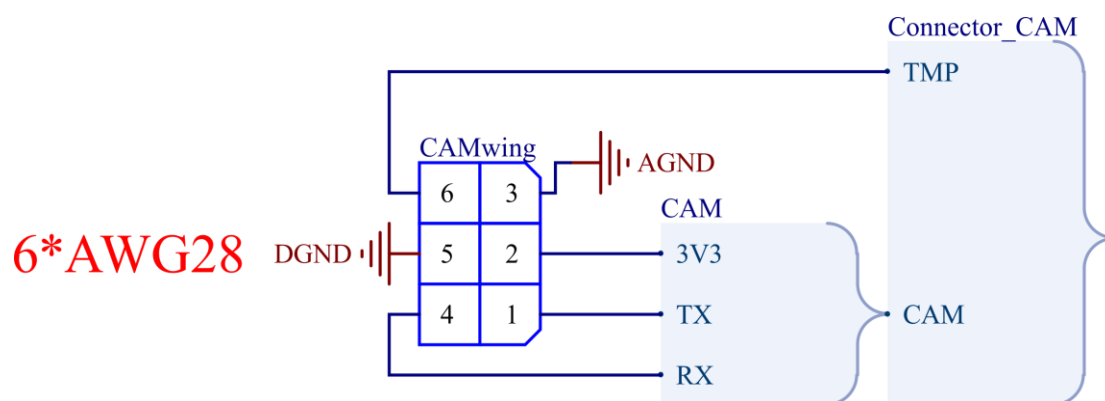 Connector_CAM
TMP
CAMwing
6 3 AGND
CAM
6*AWG28 DGND 5 2 3V3
4 1 TX CAM
RX